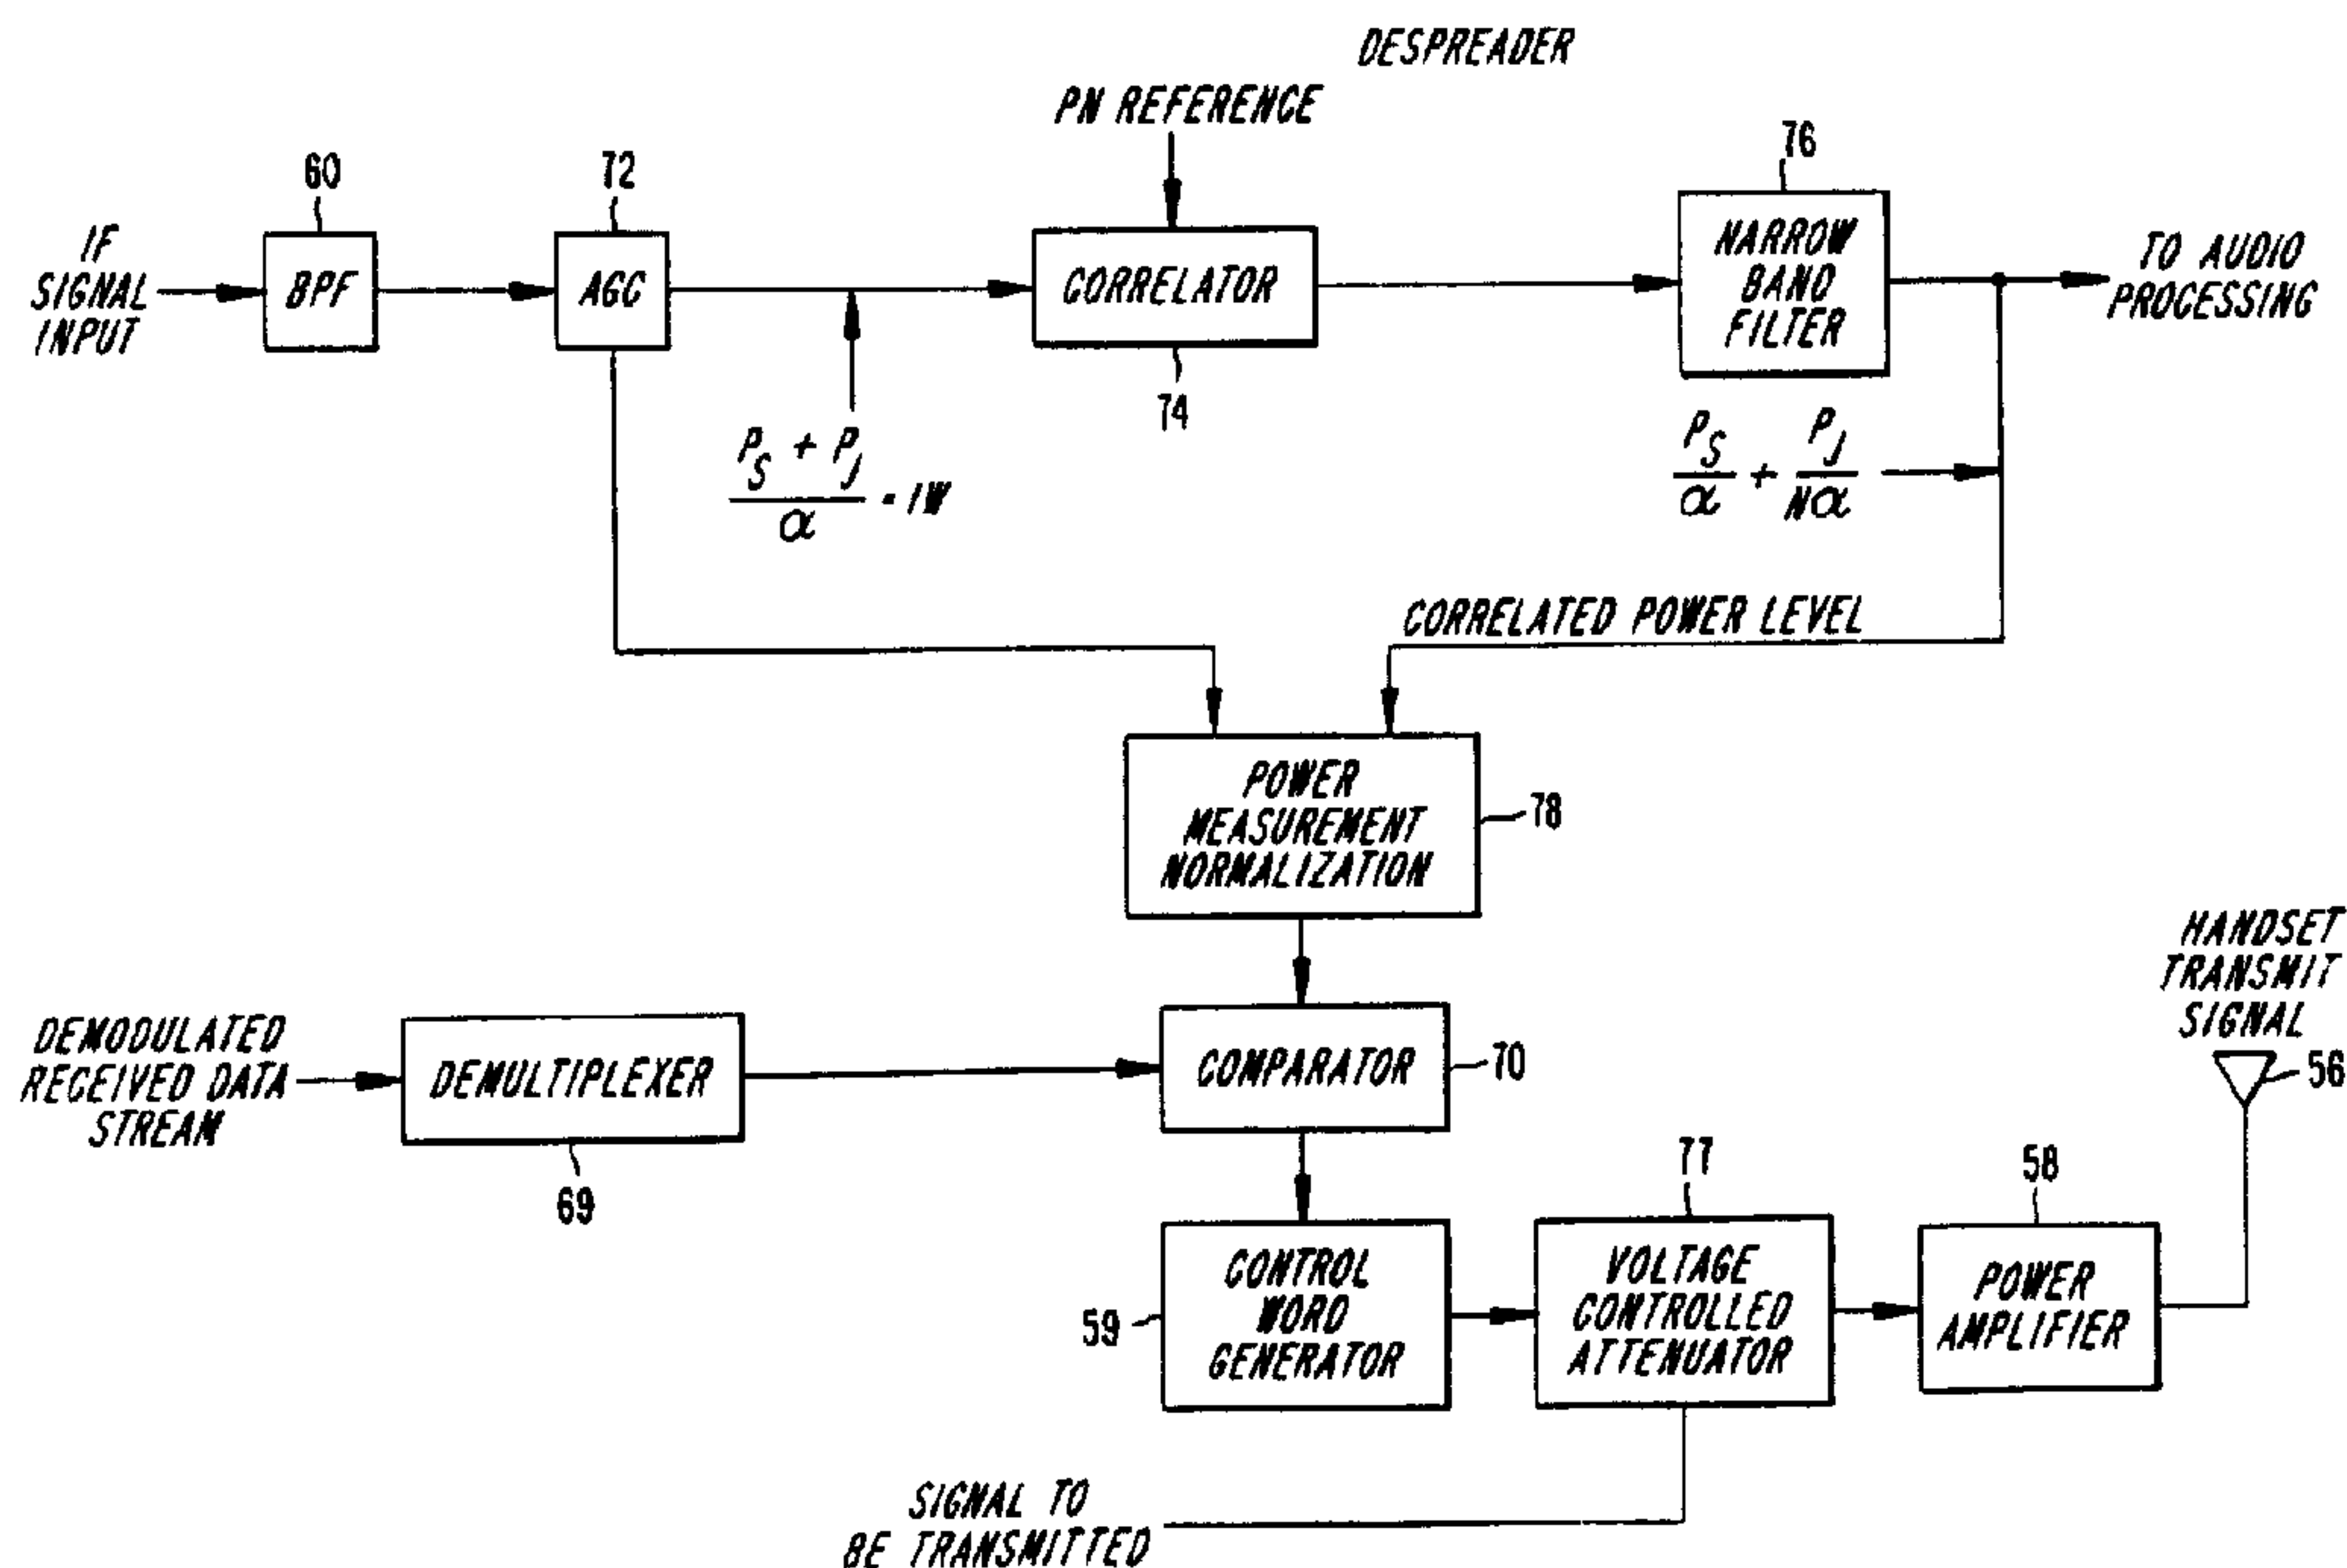 DESPREADER
PN REFERENCE
60
72
76
IF
SIGNAL
INPUT
BPF
AGC
CORRELATOR
NARROW
BAND
FILTER
TO AUDIO
PROCESSING
74
P_S + P_J
α
= 1W
P_S
α
+
P_J
Nα
CORRELATED POWER LEVEL
POWER
MEASUREMENT
NORMALIZATION
78
HANDSET
TRANSMIT
SIGNAL
56
DEMODULATED
RECEIVED DATA
STREAM
DEMULTIPLEXER
69
COMPARATOR
70
77
58
59
CONTROL
WORD
GENERATOR
VOLTAGE
CONTROLLED
ATTENUATOR
POWER
AMPLIFIER
SIGNAL TO
BE TRANSMITTED